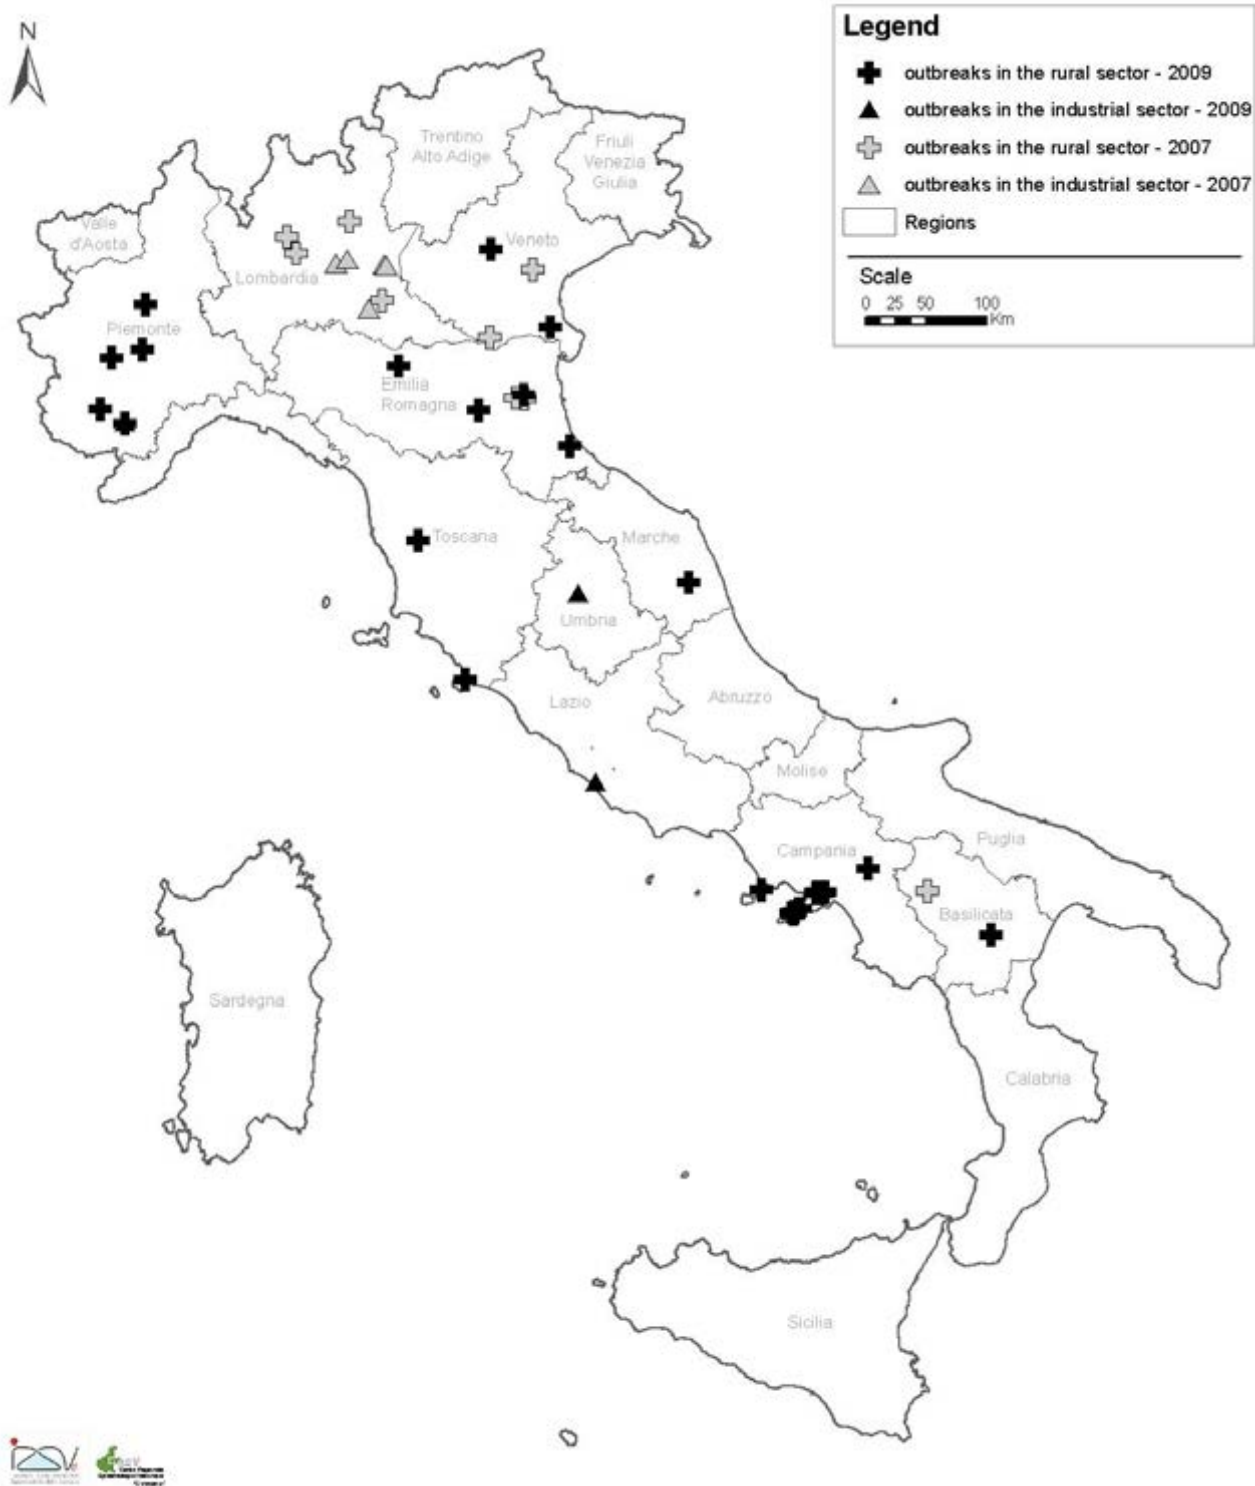 N
Legend
outbreaks in the rural sector - 2009
outbreaks in the industrial sector - 2009
outbreaks in the rural sector - 2007
outbreaks in the industrial sector - 2007
Regions
Scale
0 25 50 100
Km
Trentino
Alto Adige
Friuli
Venezia
Giulia
Valle
d'Aosta
Veneto
Lombardia
Piemonte
Emilia
Romagna
Toscana
Marche
Umbria
Lazio
Abruzzo
Molise
Campania
Puglia
Basilicata
Sardegna
Calabria
Sicilia